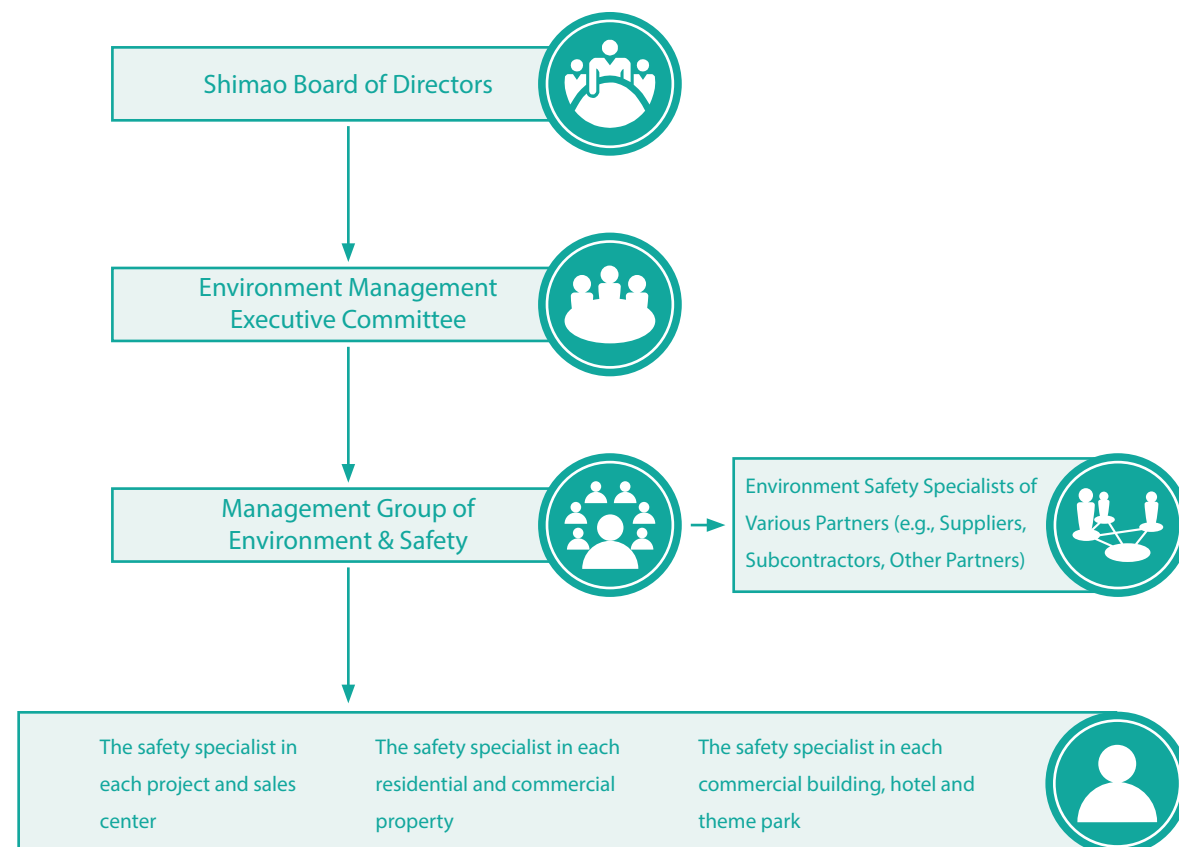 Shimao Board of Directors
Environment Management
Executive Committee
Management Group of
Environment & Safety
Environment Safety Specialists of
Various Partners (e.g., Suppliers,
Subcontractors, Other Partners)
The safety specialist in
each project and sales
center
The safety specialist in each
residential and commercial
property
The safety specialist in each
commercial building, hotel and
theme park